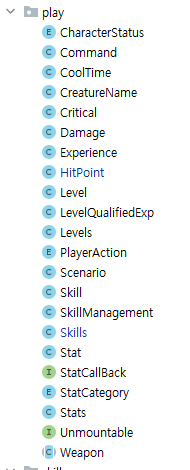 play
E CharacterStatus
C Command
C CoolTime
C CreatureName
C Critical
C Damage
C Experience
C HitPoint
C Level
C LevelQualifiedExp
C Levels
E PlayerAction
C Scenario
C Skill
C SkillManagement
C Skills
C Stat
I StatCallBack
E StatCategory
C Stats
I Unmountable
C Weapon